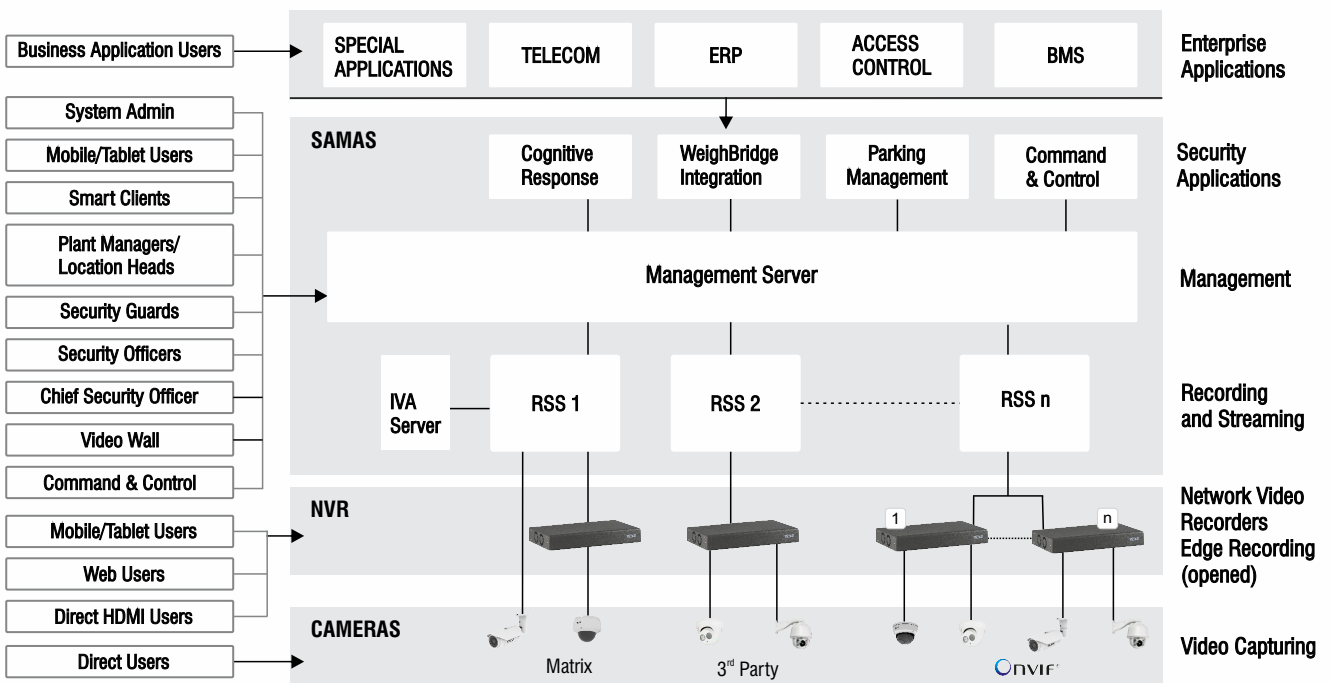 Business Application Users
SPECIAL
APPLICATIONS
TELECOM
ERP
ACCESS
CONTROL
BMS
Enterprise
Applications
System Admin
Mobile/Tablet Users
Smart Clients
Plant Managers/
Location Heads
Security Guards
Security Officers
Chief Security Officer
Video Wall
Command & Control
SAMAS
Cognitive
Response
WeighBridge
Integration
Parking
Management
Command
& Control
Security
Applications
Management Server
Management
IVA
Server
RSS 1
RSS 2
RSS n
Recording
and Streaming
Mobile/Tablet Users
Web Users
Direct HDMI Users
NVR
1
n
Network Video
Recorders
Edge Recording
(opened)
Direct Users
CAMERAS
Matrix
3rd Party
ONVIF
Video Capturing